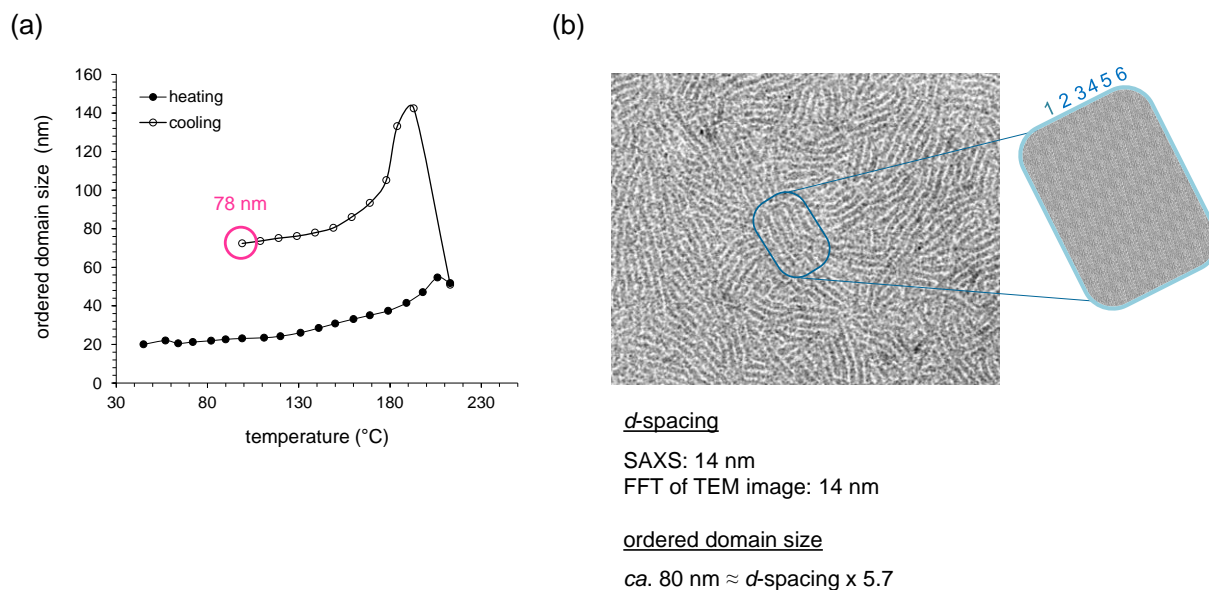 (a)
160
140
120
100
80
60
40
20
0
ordered domain size (nm)
heating
cooling
78 nm
30
80
130
180
230
temperature (°C)
(b)
1 2 3 4 5 6
d-spacing
SAXS: 14 nm
FFT of TEM image: 14 nm
ordered domain size
ca. 80 nm ≈ d-spacing x 5.7